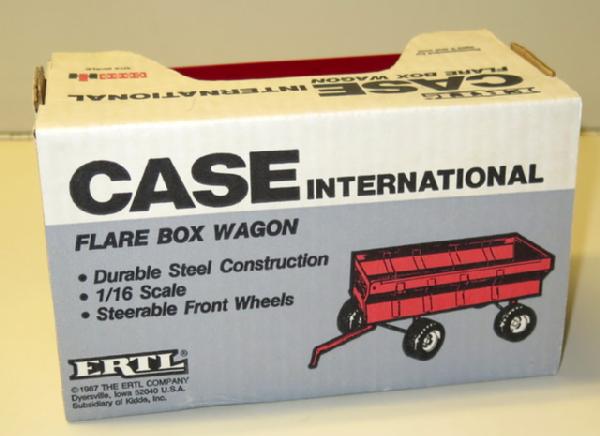 FLARE BOX WAGON
CASE INTERNATIONAL
ERTL
CASE INTERNATIONAL
FLARE BOX WAGON
• Durable Steel Construction
• 1/16 Scale
• Steerable Front Wheels
ERTL®
©1987 THE ERTL COMPANY
Dyersville, Iowa 52040 U.S.A.
Subsidiary of Kidde, Inc.